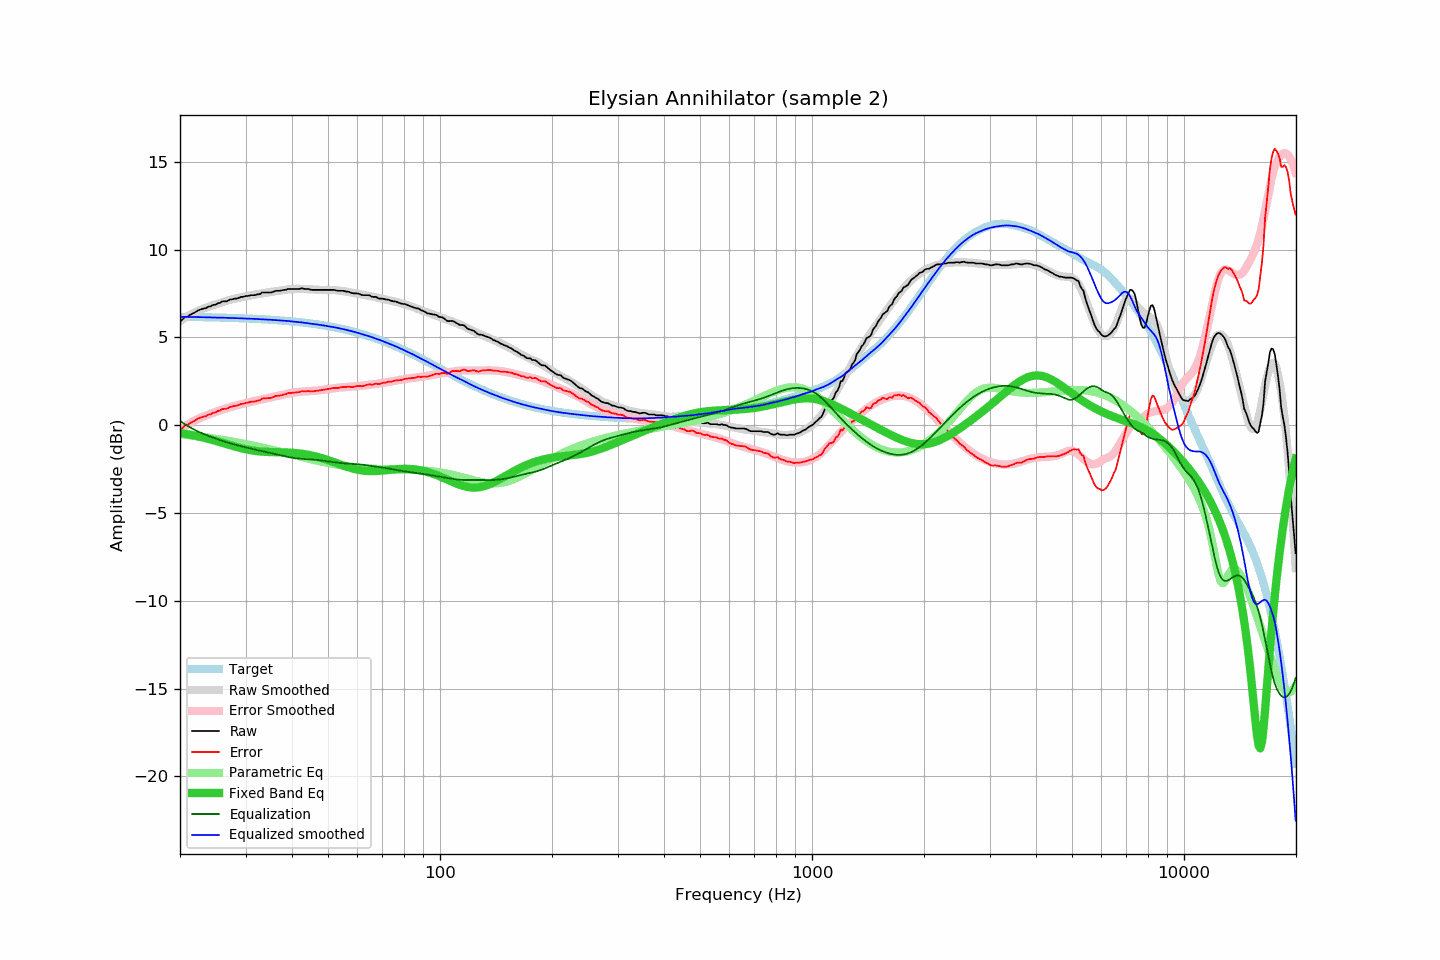 Elysian Annihilator (sample 2)
Amplitude (dBr)
15
10
5
0
−5
−10
−15
−20
Target
Raw Smoothed
Error Smoothed
Raw
Error
Parametric Eq
Fixed Band Eq
Equalization
Equalized smoothed
100
1000
10000
Frequency (Hz)